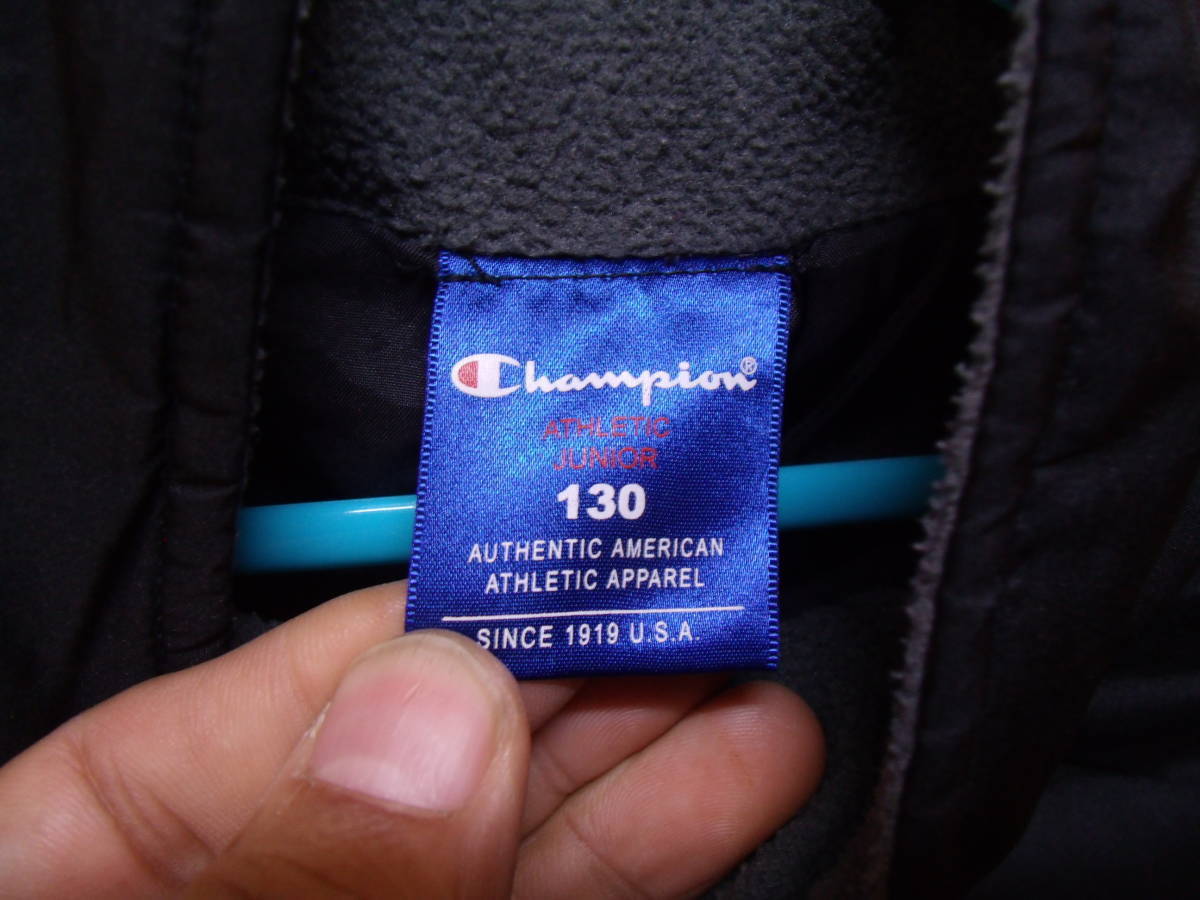 Champion®
ATHLETIC
JUNIOR
130
AUTHENTIC AMERICAN
ATHLETIC APPAREL
SINCE 1919 U.S.A.